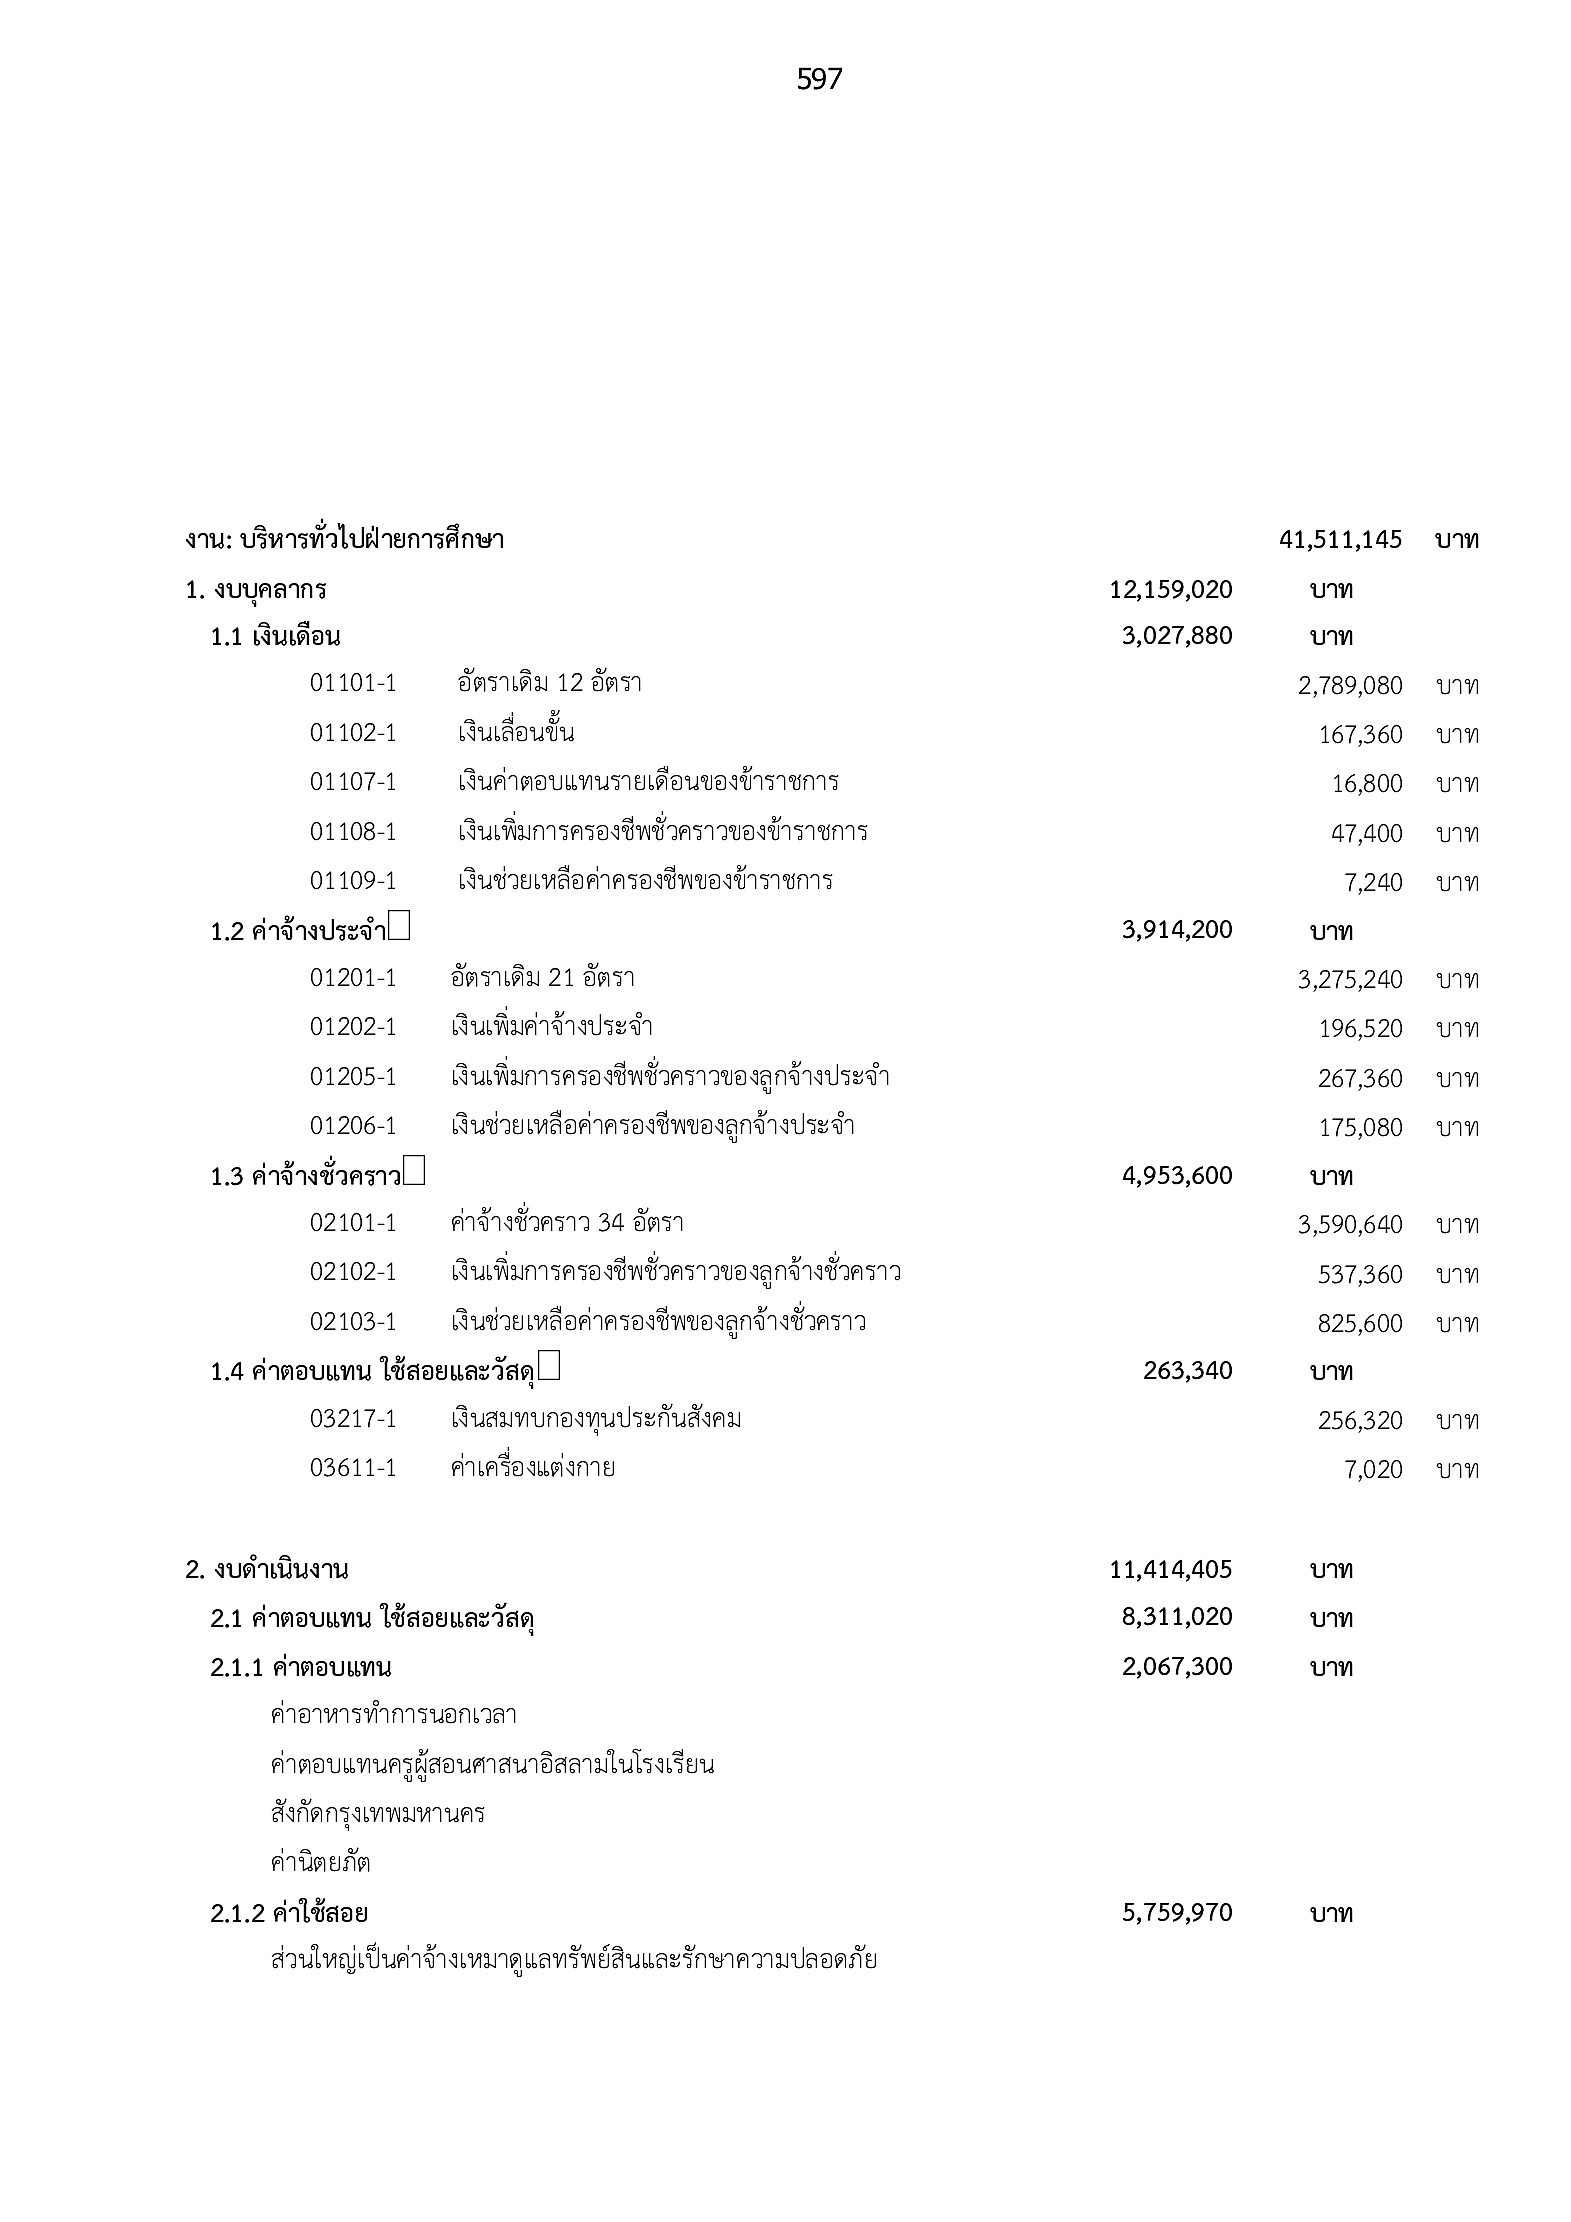 597
งาน: บริหารทั่วไปฝ่ายการศึกษา 41,511,145 บาท
1. งบบุคลากร 12,159,020 บาท
1.1 เงินเดือน 3,027,880 บาท
01101-1 อัตราเดิม 12 อัตรา 2,789,080 บาท
01102-1 เงินเลื่อนขั้น 167,360 บาท
01107-1 เงินค่าตอบแทนรายเดือนของข้าราชการ 16,800 บาท
01108-1 เงินเพิ่มการครองชีพชั่วคราวของข้าราชการ 47,400 บาท
01109-1 เงินช่วยเหลือค่าครองชีพของข้าราชการ 7,240 บาท
1.2 ค่าจ้างประจำ 3,914,200 บาท
01201-1 อัตราเดิม 21 อัตรา 3,275,240 บาท
01202-1 เงินเพิ่มค่าจ้างประจำ 196,520 บาท
01205-1 เงินเพิ่มการครองชีพชั่วคราวของลูกจ้างประจำ 267,360 บาท
01206-1 เงินช่วยเหลือค่าครองชีพของลูกจ้างประจำ 175,080 บาท
1.3 ค่าจ้างชั่วคราว 4,953,600 บาท
02101-1 ค่าจ้างชั่วคราว 34 อัตรา 3,590,640 บาท
02102-1 เงินเพิ่มการครองชีพชั่วคราวของลูกจ้างชั่วคราว 537,360 บาท
02103-1 เงินช่วยเหลือค่าครองชีพของลูกจ้างชั่วคราว 825,600 บาท
1.4 ค่าตอบแทน ใช้สอยและวัสดุ 263,340 บาท
03217-1 เงินสมทบกองทุนประกันสังคม 256,320 บาท
03611-1 ค่าเครื่องแต่งกาย 7,020 บาท
2. งบดำเนินงาน 11,414,405 บาท
2.1 ค่าตอบแทน ใช้สอยและวัสดุ 8,311,020 บาท
2.1.1 ค่าตอบแทน 2,067,300 บาท
ค่าอาหารทำการนอกเวลา
ค่าตอบแทนครูผู้สอนศาสนาอิสลามในโรงเรียน
สังกัดกรุงเทพมหานคร
ค่านิตยภัต
2.1.2 ค่าใช้สอย 5,759,970 บาท
ส่วนใหญ่เป็นค่าจ้างเหมาดูแลทรัพย์สินและรักษาความปลอดภัย